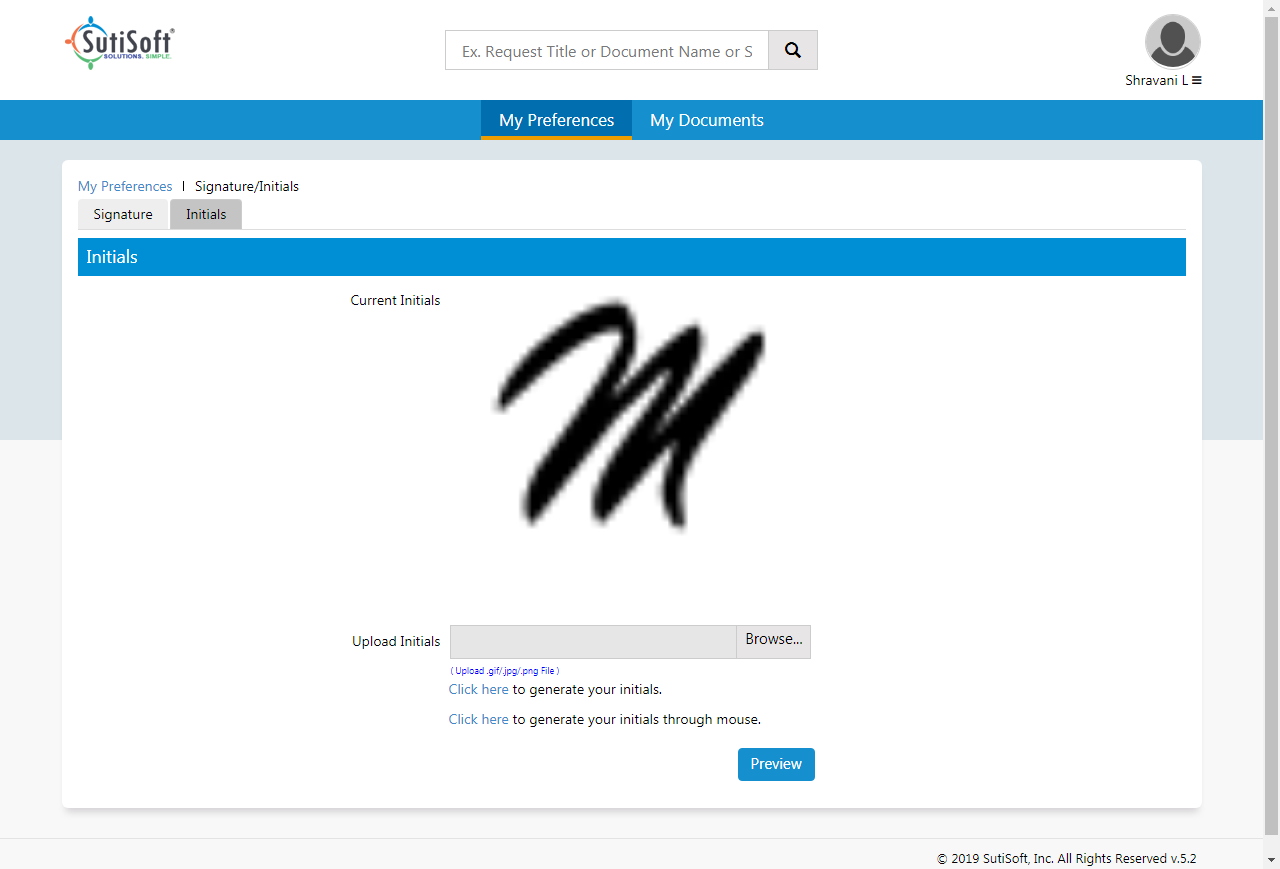 SutiSoft®
SOLUTIONS. SIMPLE.
Ex. Request Title or Document Name or S
Shravani L
My Preferences My Documents
My Preferences I Signature/Initials
Signature Initials
Initials
Current Initials
M
Upload Initials Browse...
( Upload .gif/.jpg/.png File )
Click here to generate your initials.
Click here to generate your initials through mouse.
Preview
© 2019 SutiSoft, Inc. All Rights Reserved v.5.2